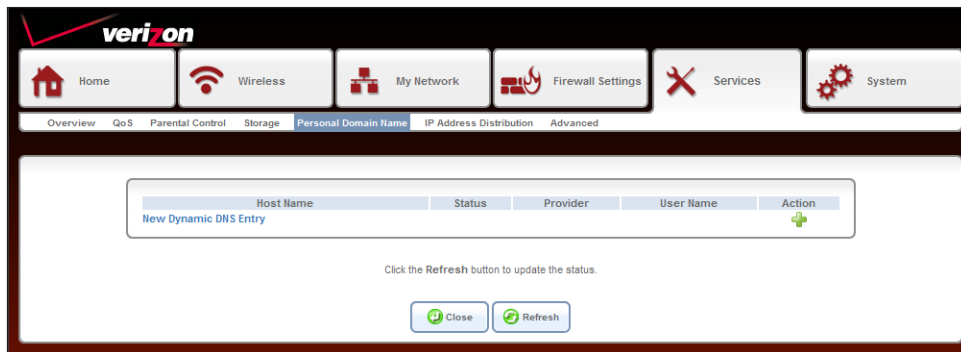 verizon
Home Wireless My Network Firewall Settings Services System
Overview QoS Parental Control Storage Personal Domain Name IP Address Distribution Advanced
Host Name Status Provider User Name Action
New Dynamic DNS Entry
Click the Refresh button to update the status.
Close Refresh